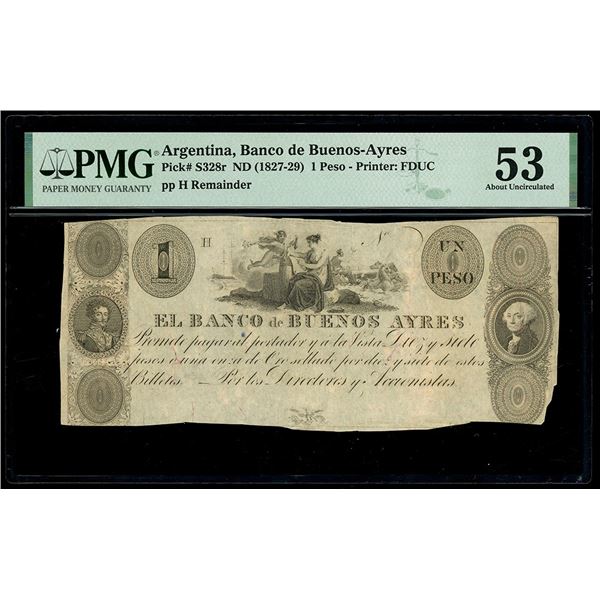 PMG
PAPER MONEY GUARANTY
Argentina, Banco de Buenos-Ayres
Pick# S328r ND (1827-29) 1 Peso - Printer: FDUC
pp H Remainder
53
About Uncirculated
1
H
No
UN
PESO
EL BANCO de BUENOS AYRES
Promete pagar al portador y á la Vista Diez y siete
pesos o una onza de Oro sellado por diez y siete de estos
Billetes. — Por los Directores y Accionistas.